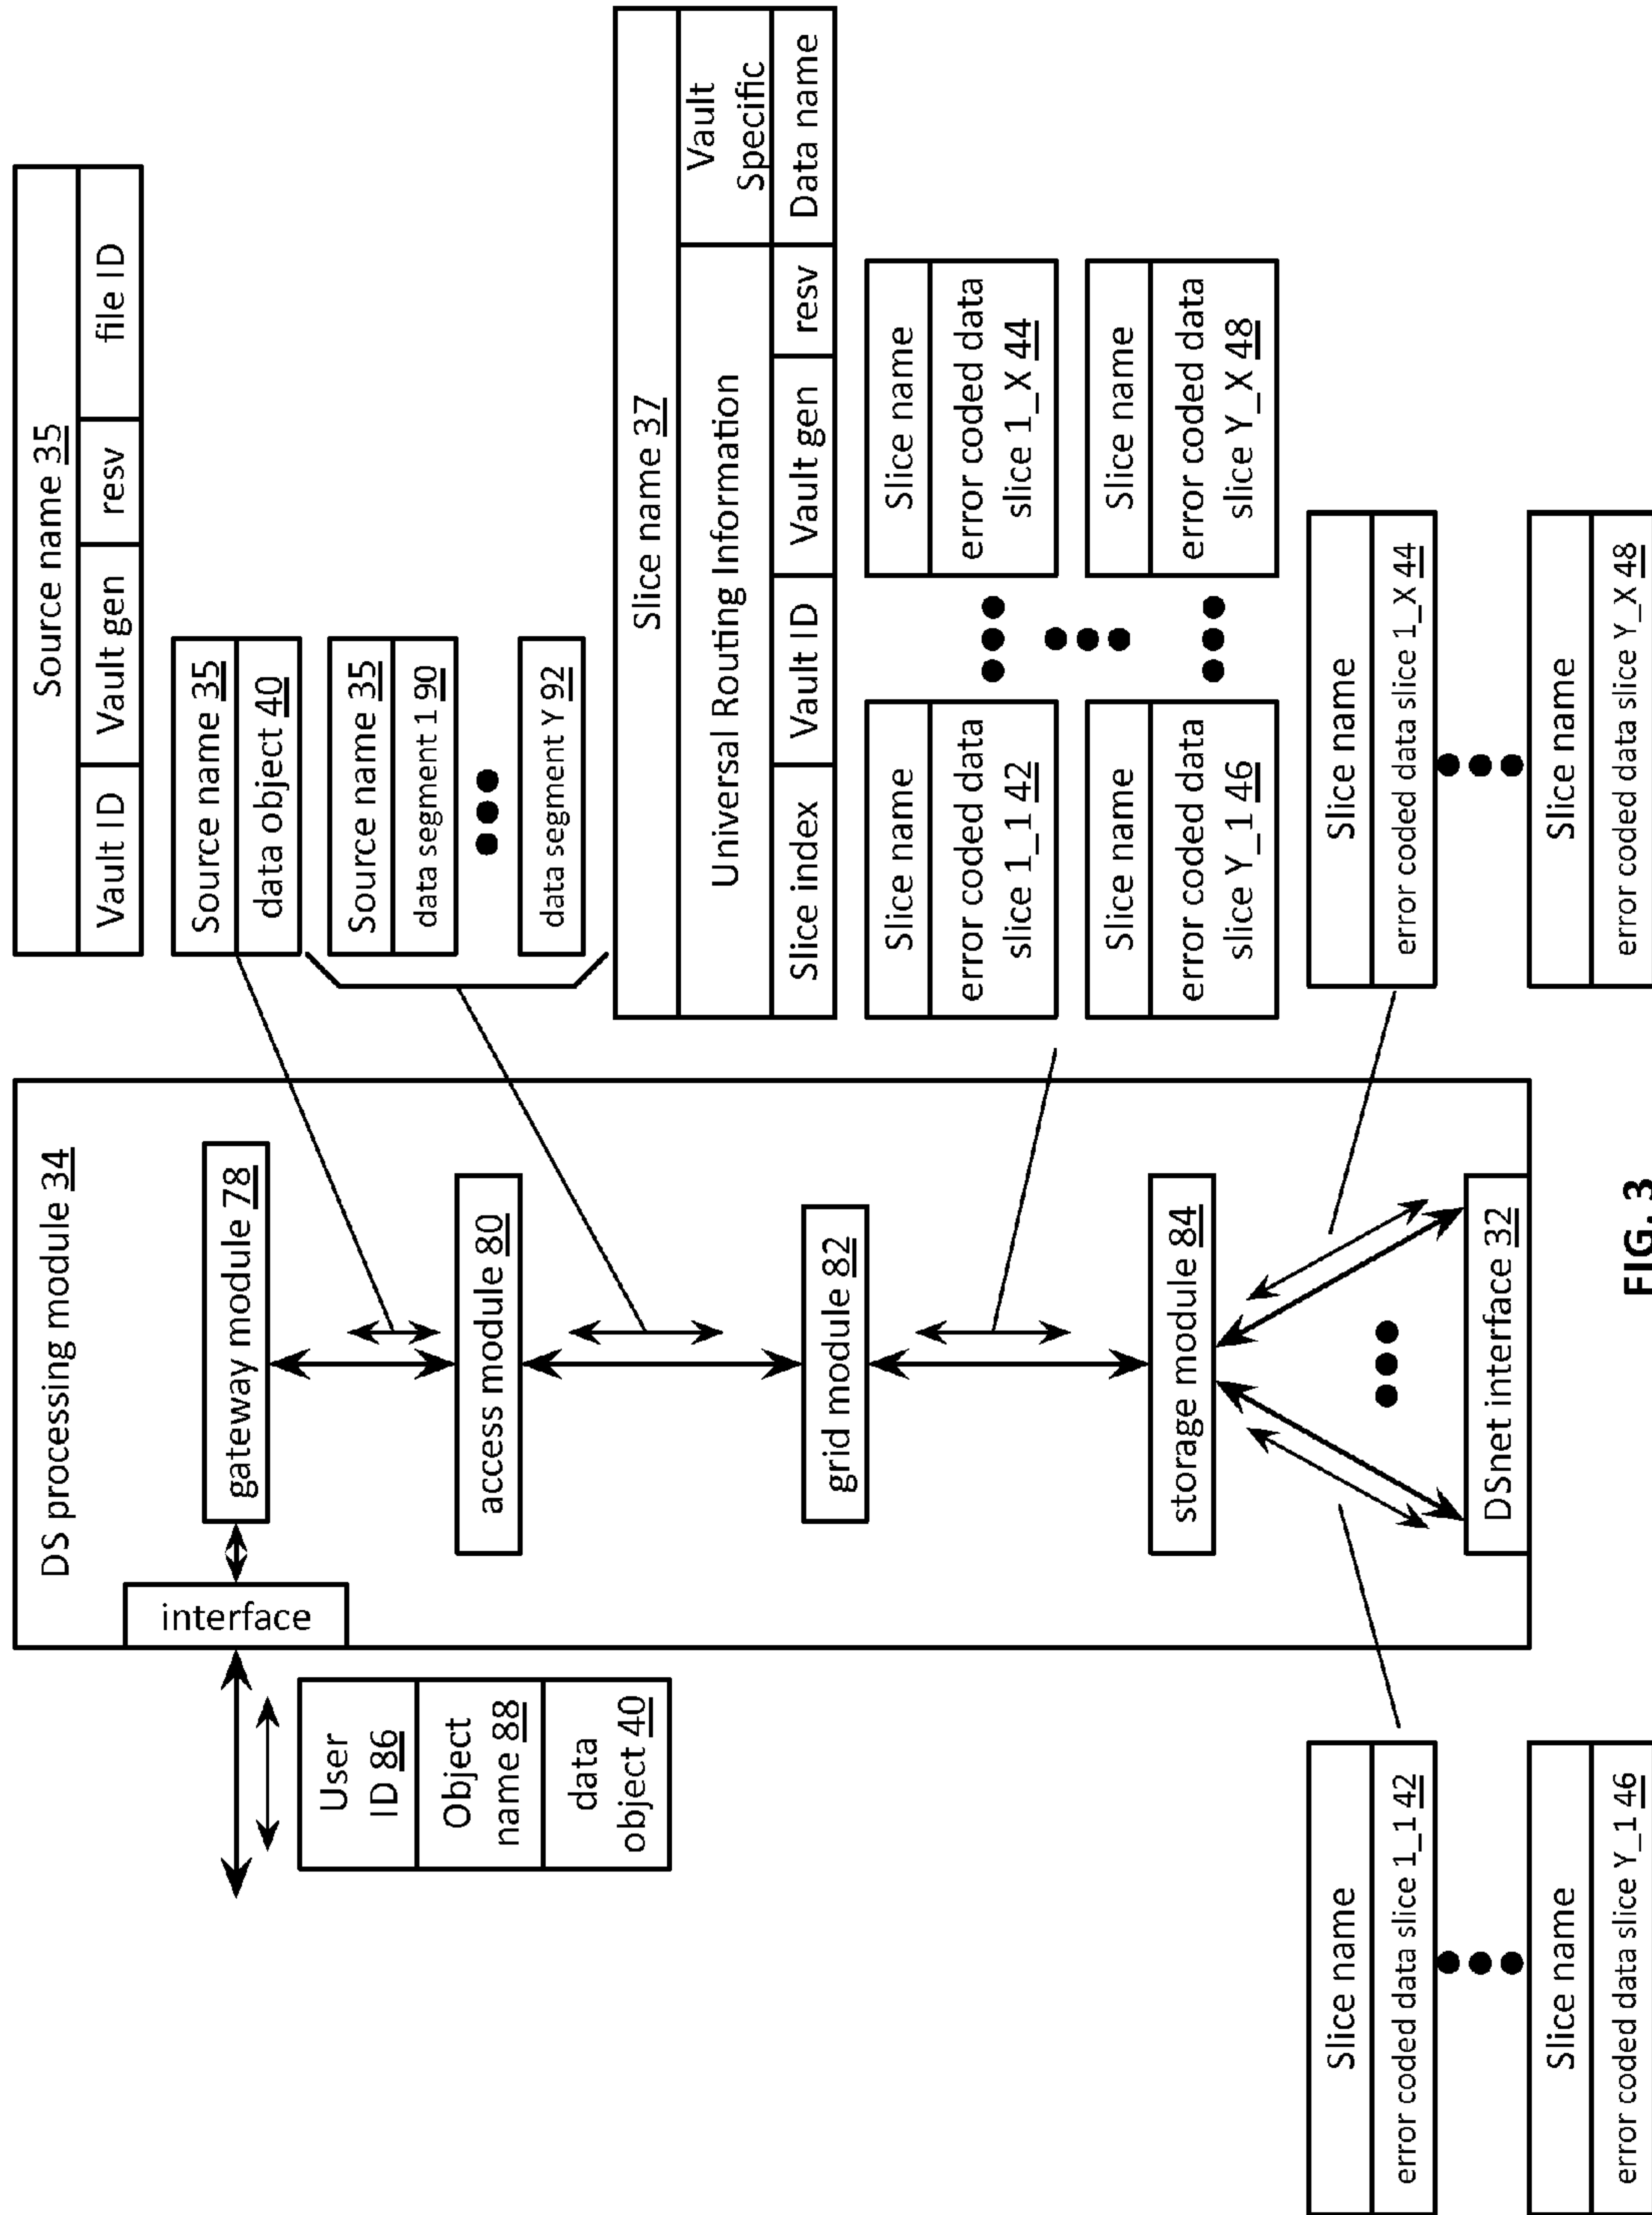 DS processing module 34
interface
gateway module 78
access module 80
grid module 82
storage module 84
DSnet interface 32
User
ID 86
Object
name 88
data
object 40
Source name 35
Vault ID
Vault gen
resv
file ID
Source name 35
data object 40
Source name 35
data segment 1 90
data segment Y 92
Slice name 37
Universal Routing Information
Vault
Specific
Slice index
Vault ID
Vault gen
resv
Data name
Slice name
error coded data
slice 1_1 42
Slice name
error coded data
slice 1_X 44
Slice name
error coded data
slice Y_1 46
Slice name
error coded data
slice Y_X 48
Slice name
error coded data slice 1_1 42
Slice name
error coded data slice Y_1 46
Slice name
error coded data slice 1_X 44
Slice name
error coded data slice Y_X 48
FIG. 3